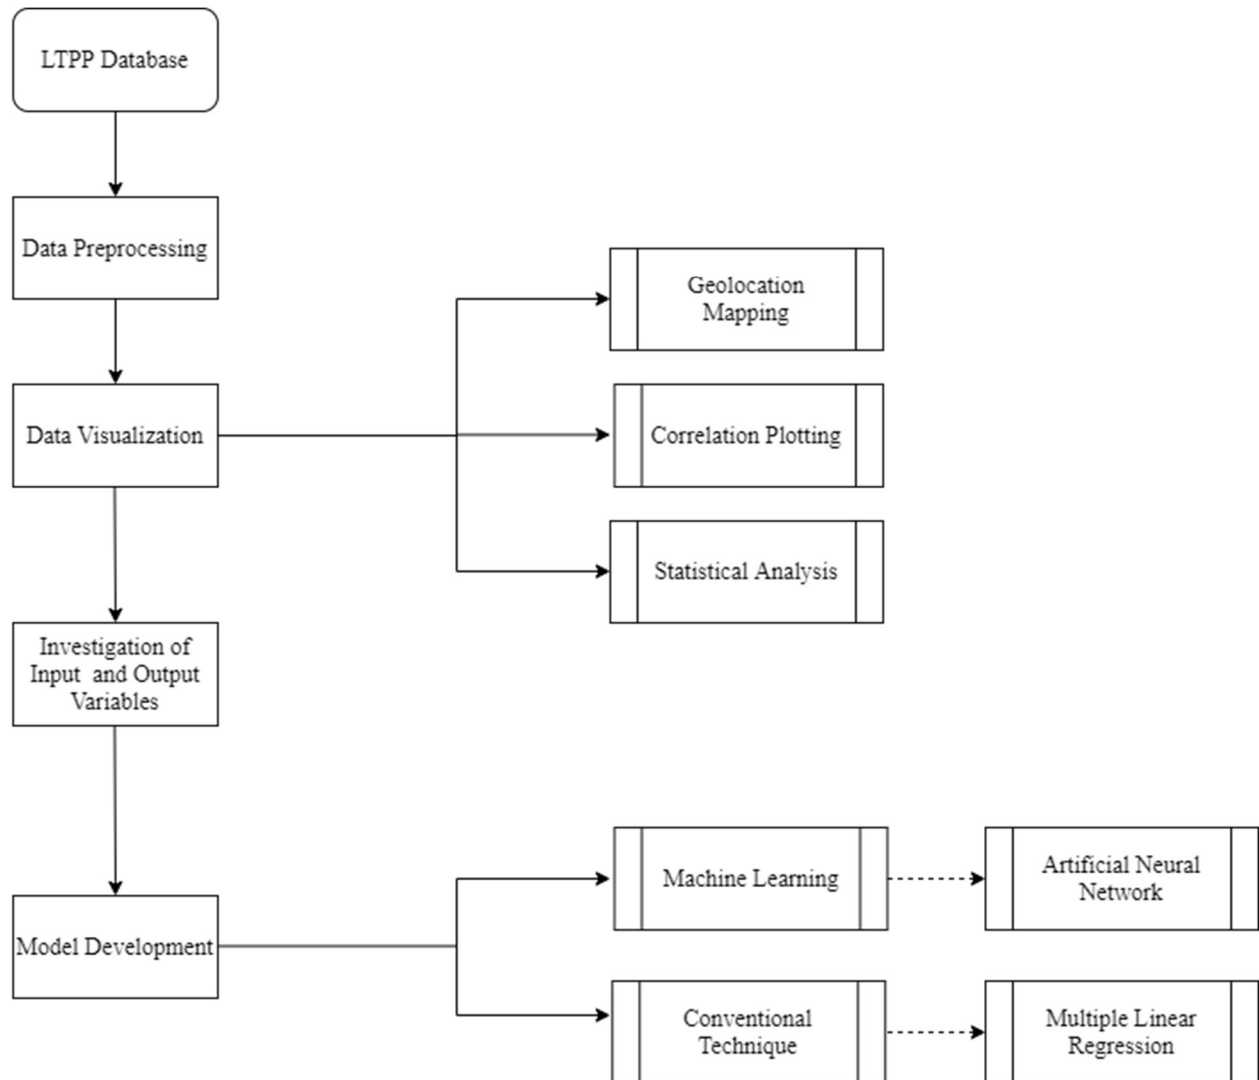 LTPP Database
Data Preprocessing
Geolocation
Mapping
Data Visualization
Correlation Plotting
Statistical Analysis
Investigation of
Input and Output
Variables
Machine Learning
Artificial Neural
Network
Model Development
Conventional
Technique
Multiple Linear
Regression